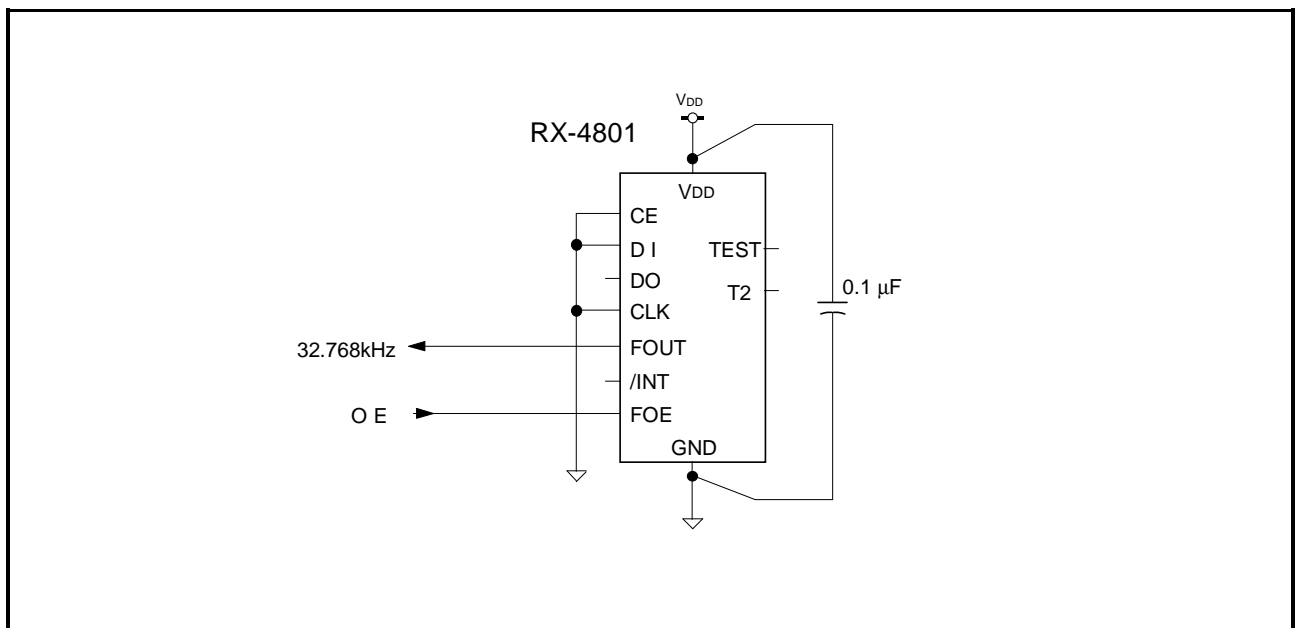 VDD
RX-4801
VDD
CE
D I
TEST
DO
T2
0.1 μF
CLK
32.768kHz
FOUT
/INT
O E
FOE
GND